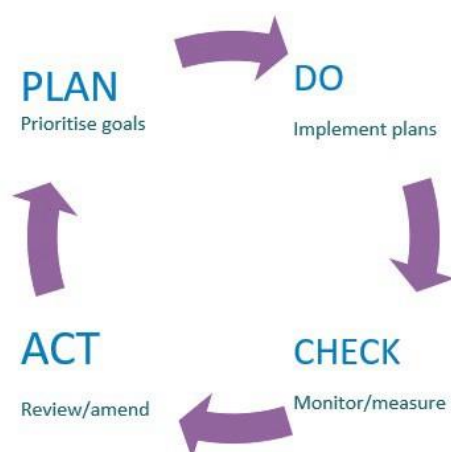 PLAN
Prioritise goals
DO
Implement plans
CHECK
Monitor/measure
ACT
Review/amend